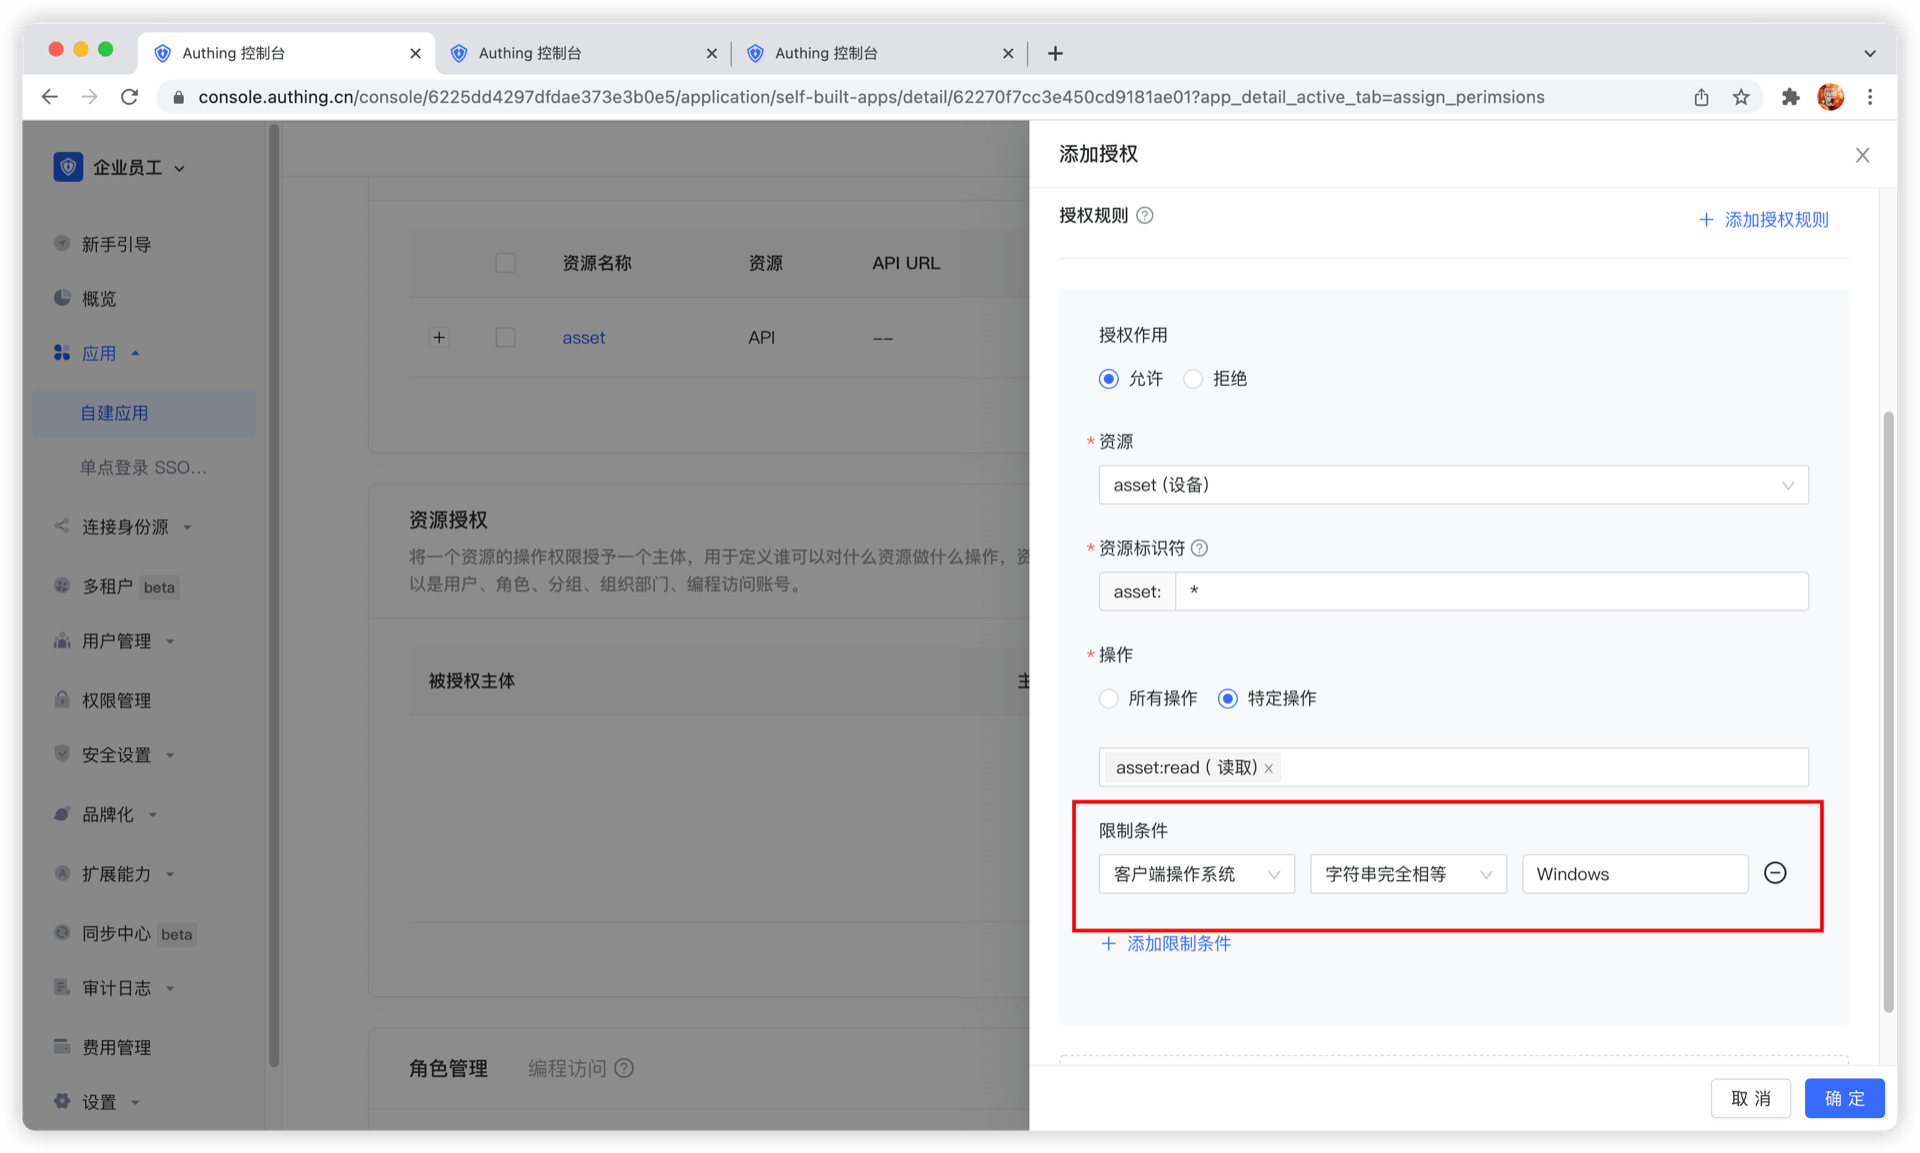 Authing 控制台
Authing 控制台
Authing 控制台
console.authing.cn/console/6225dd4297dfdae373e3b0e5/application/self-built-apps/detail/62270f7cc3e450cd9181ae01?app_detail_active_tab=assign_perimsions
企业员工
新手引导
概览
应用
自建应用
单点登录 SSO...
连接身份源
多租户 beta
用户管理
权限管理
安全设置
品牌化
扩展能力
同步中心 beta
审计日志
费用管理
设置
资源名称 资源 API URL
asset API --
资源授权
将一个资源的操作权限授予一个主体，用于定义谁可以对什么资源做什么操作，资
以是用户、角色、分组、组织部门、编程访问账号。
被授权主体 主
角色管理 编程访问
添加授权
授权规则
添加授权规则
授权作用
允许 拒绝
* 资源
asset (设备)
* 资源标识符
asset: *
* 操作
所有操作 特定操作
asset:read ( 读取)
限制条件
客户端操作系统 字符串完全相等 Windows
添加限制条件
取 消 确 定